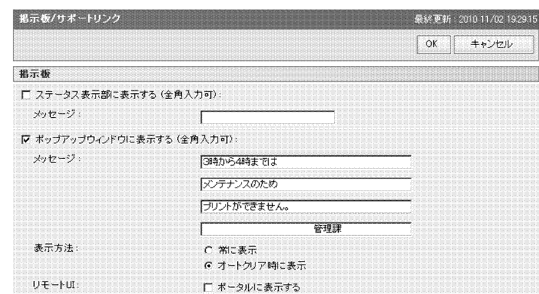 掲示板/サポートリンク 最終更新 : 2010 11/02 19:29:15
OK キャンセル
掲示板
ステータス表示部に表示する(全角入力可) :
メッセージ :
ポップアップウィンドウに表示する(全角入力可) :
メッセージ : 3時から4時までは
メンテナンスのため
プリントができません。
管理課
表示方法 : 常に表示
オートクリア時に表示
リモートUI: ポータルに表示する